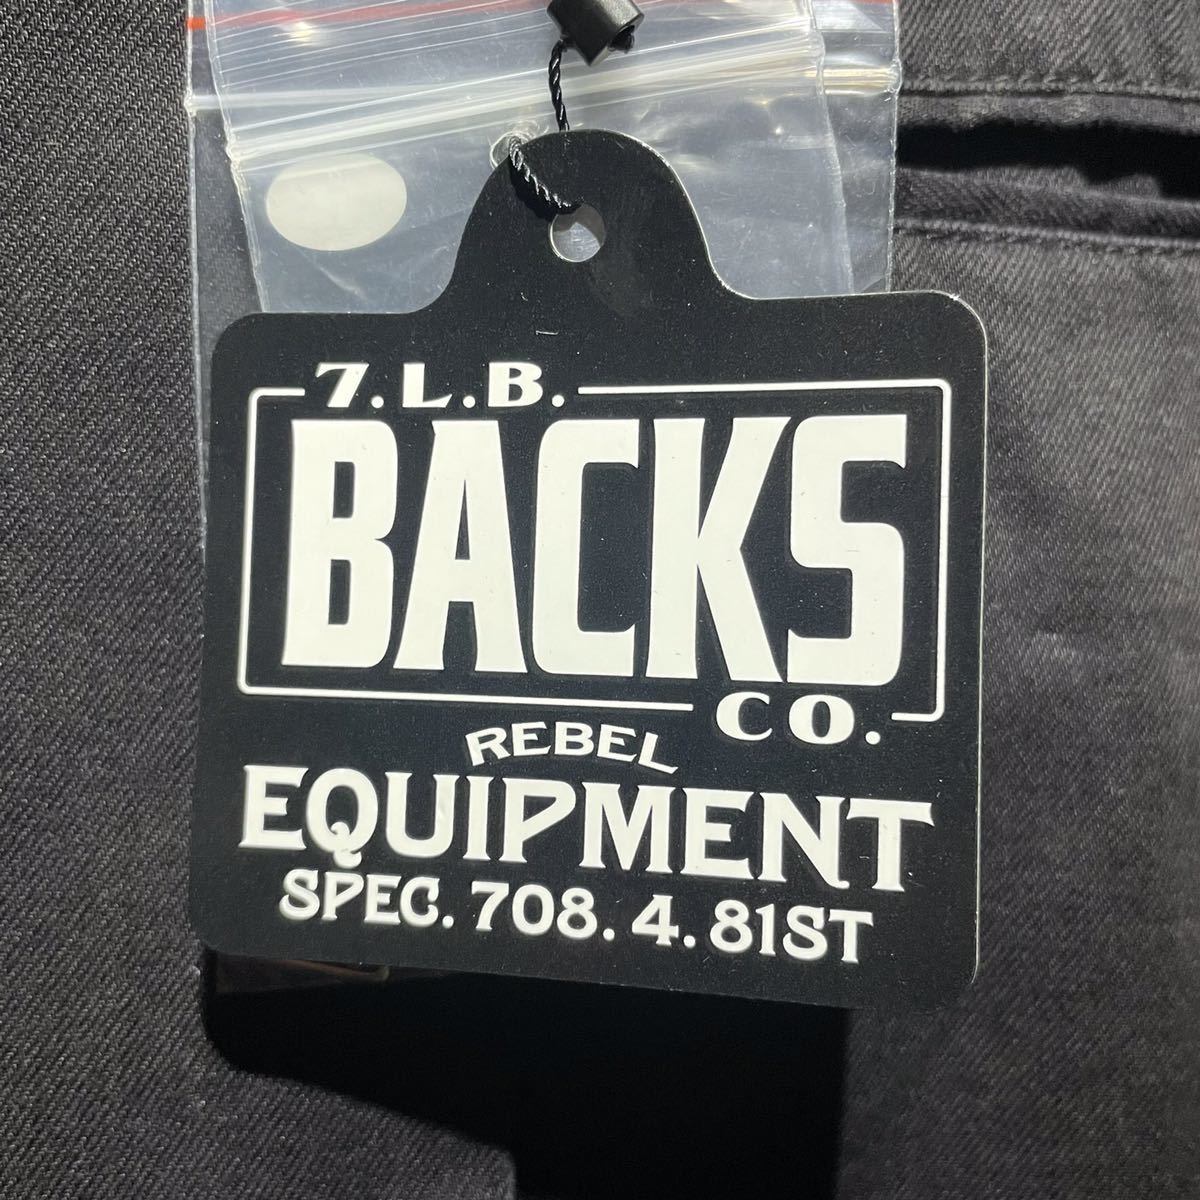 7.L.B.
BACKS
CO.
REBEL
EQUIPMENT
SPEC. 708. 4. 81ST